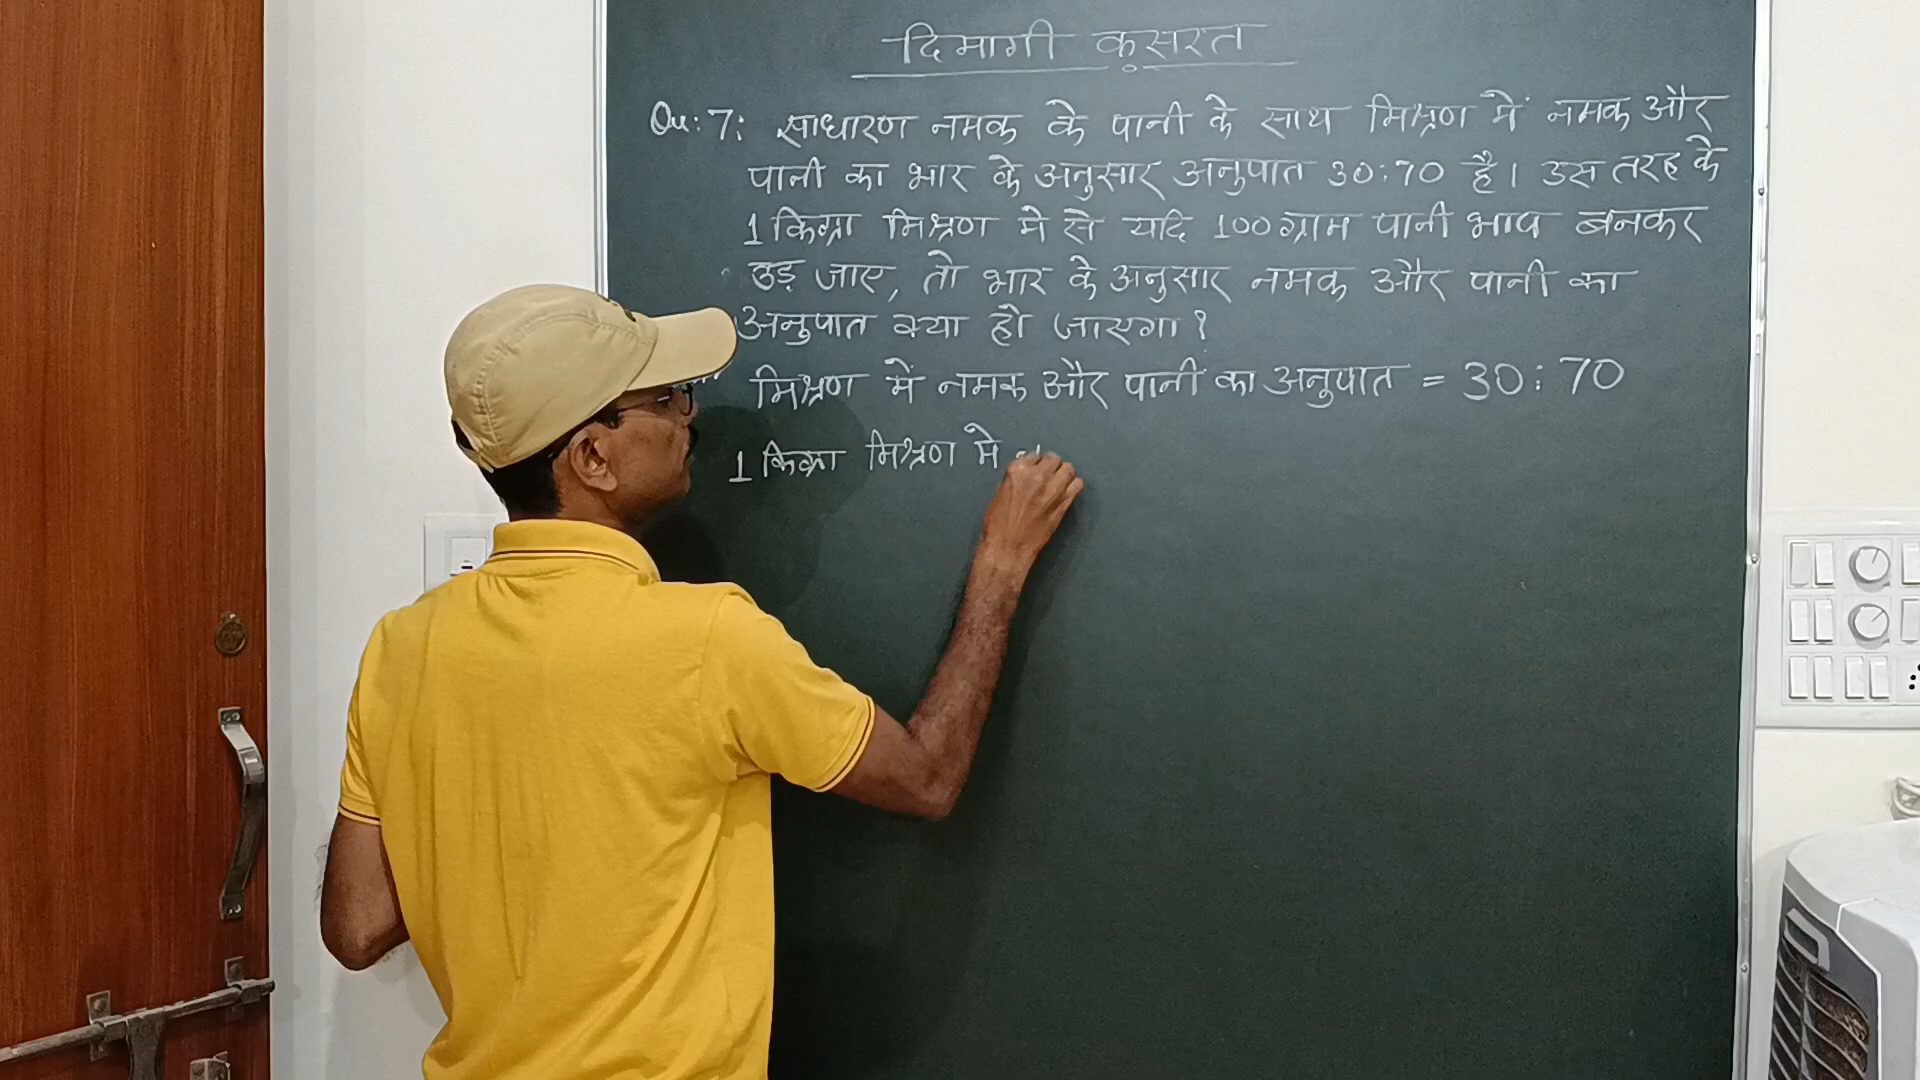 दिमागी कसरत
Qu: 7: साधारण नमक के पानी के साथ मिश्रण में नमक और
पानी का भार के अनुसार अनुपात 30:70 है। उस तरह के
1 किग्रा मिश्रण मे से यदि 100 ग्राम पानी भाप बनकर
उड़ जाए, तो भार के अनुसार नमक और पानी का
अनुपात क्या हो जाएगा?
मिश्रण में नमक और पानी का अनुपात = 30:70
1 किग्रा मिश्रण मे